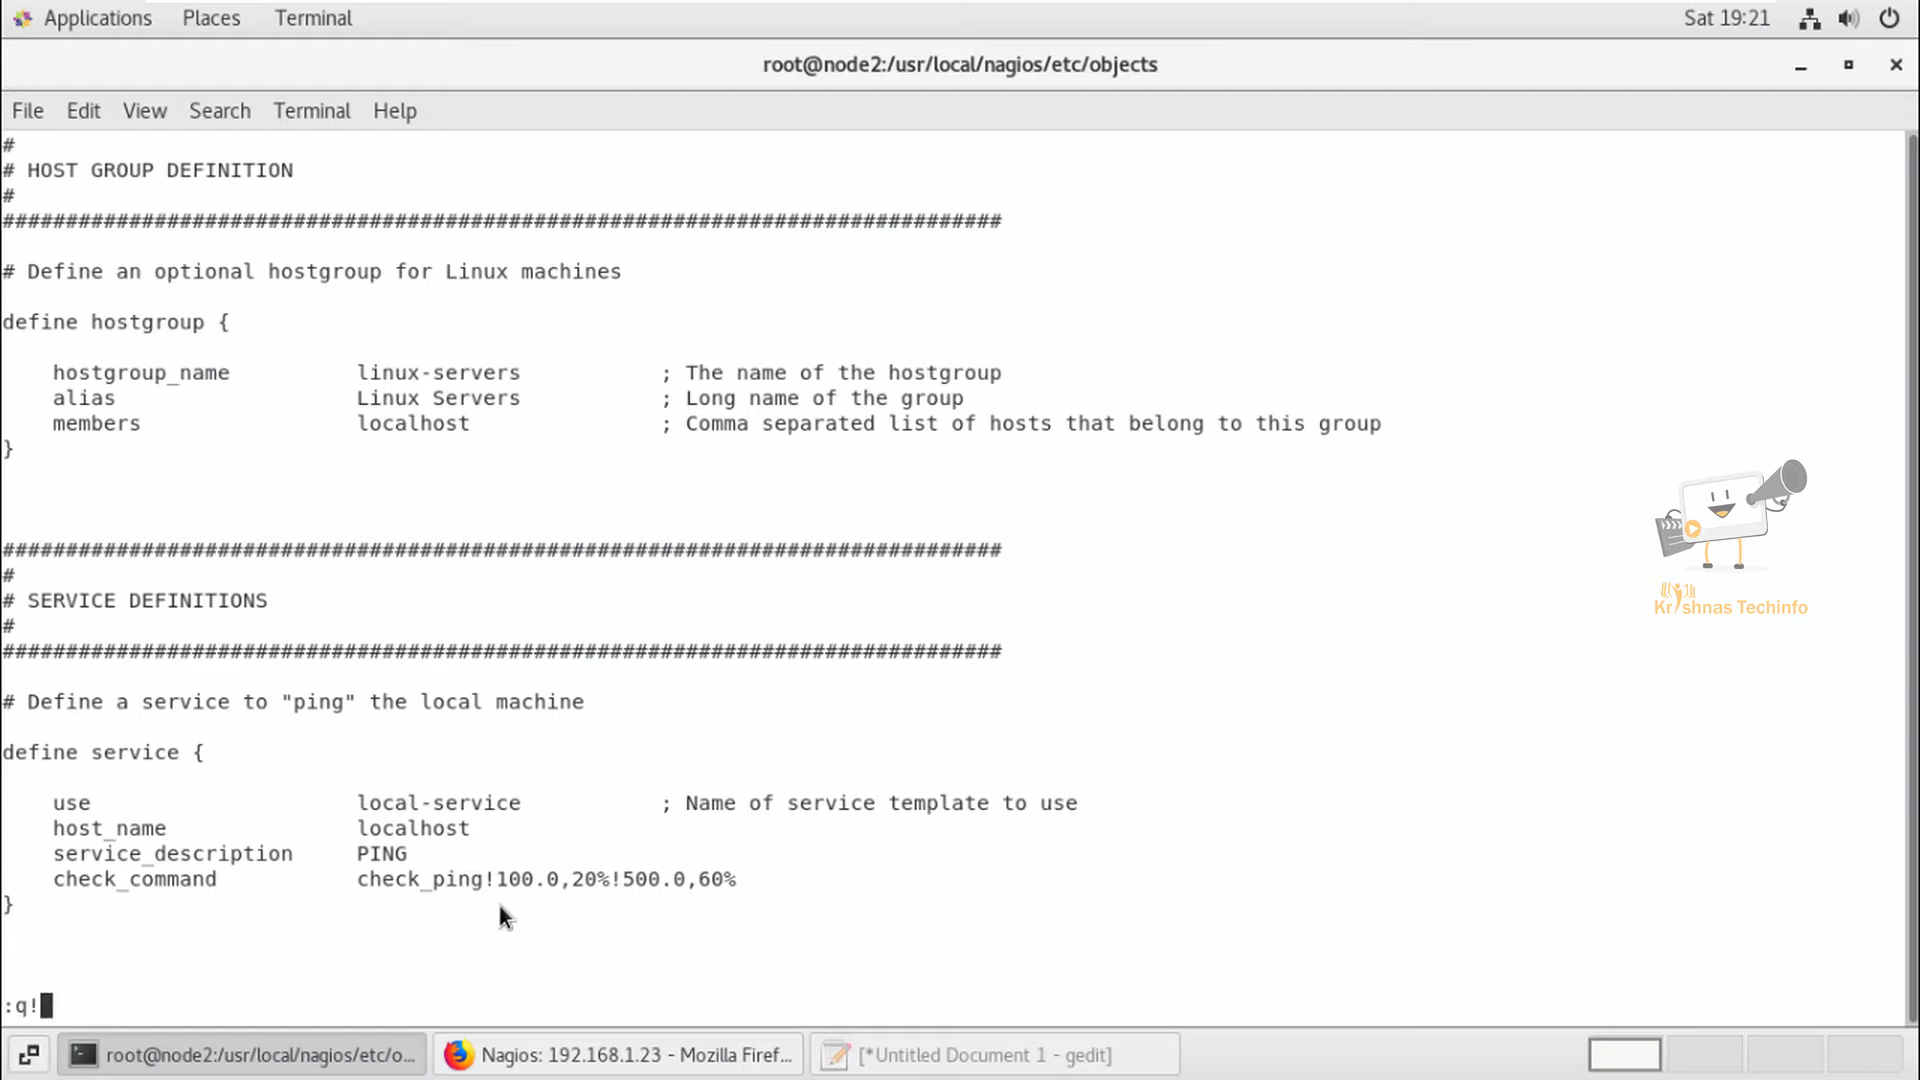 Applications Places Terminal Sat 19:21
root@node2:/usr/local/nagios/etc/objects
File Edit View Search Terminal Help
#
# HOST GROUP DEFINITION
#
###############################################################################
# Define an optional hostgroup for Linux machines
define hostgroup {
hostgroup_name linux-servers ; The name of the hostgroup
alias Linux Servers ; Long name of the group
members localhost ; Comma separated list of hosts that belong to this group
}
###############################################################################
#
# SERVICE DEFINITIONS
#
###############################################################################
# Define a service to "ping" the local machine
define service {
use local-service ; Name of service template to use
host_name localhost
service_description PING
check_command check_ping!100.0,20%!500.0,60%
}
:q!
Krishnas Techinfo
root@node2:/usr/local/nagios/etc/o... Nagios: 192.168.1.23 - Mozilla Firef... [*Untitled Document 1 - gedit]